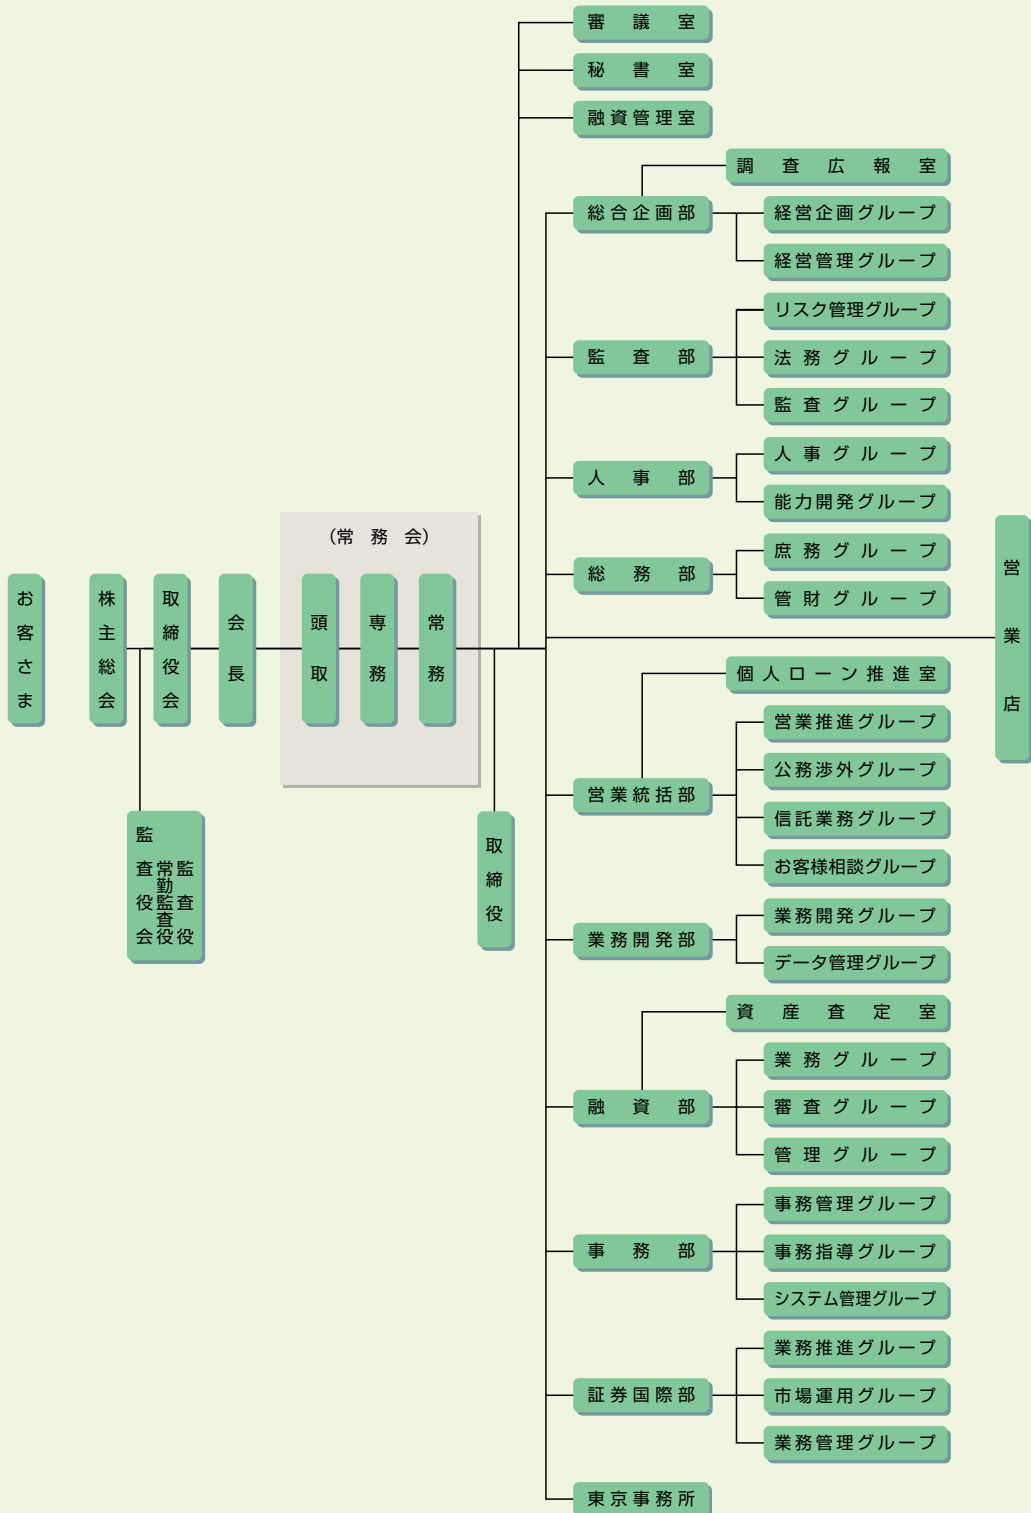 審議室
秘書室
融資管理室
調査広報室
総合企画部
経営企画グループ
経営管理グループ
リスク管理グループ
監査部
法務グループ
監査グループ
人事グループ
人事部
能力開発グループ
(常務会)
庶務グループ
総務部
管財グループ
お客さま
株主総会
取締役会
会長
頭取
専務
常務
営業店
個人ローン推進室
営業推進グループ
公務渉外グループ
営業統括部
信託業務グループ
お客様相談グループ
監査役会
常勤監査役
監査役
取締役
業務開発グループ
業務開発部
データ管理グループ
資産査定室
業務グループ
融資部
審査グループ
管理グループ
事務管理グループ
事務部
事務指導グループ
システム管理グループ
業務推進グループ
証券国際部
市場運用グループ
業務管理グループ
東京事務所